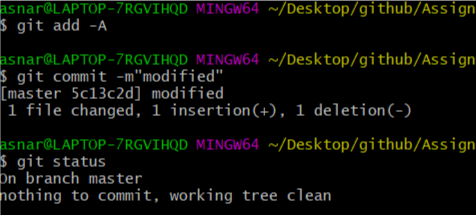 asnar@LAPTOP-7RGVIHQD MINGW64 ~/Desktop/github/Assign
$ git add -A
asnar@LAPTOP-7RGVIHQD MINGW64 ~/Desktop/github/Assign
$ git commit -m"modified"
[master 5c13c2d] modified
1 file changed, 1 insertion(+), 1 deletion(-)
asnar@LAPTOP-7RGVIHQD MINGW64 ~/Desktop/github/Assign
$ git status
On branch master
nothing to commit, working tree clean